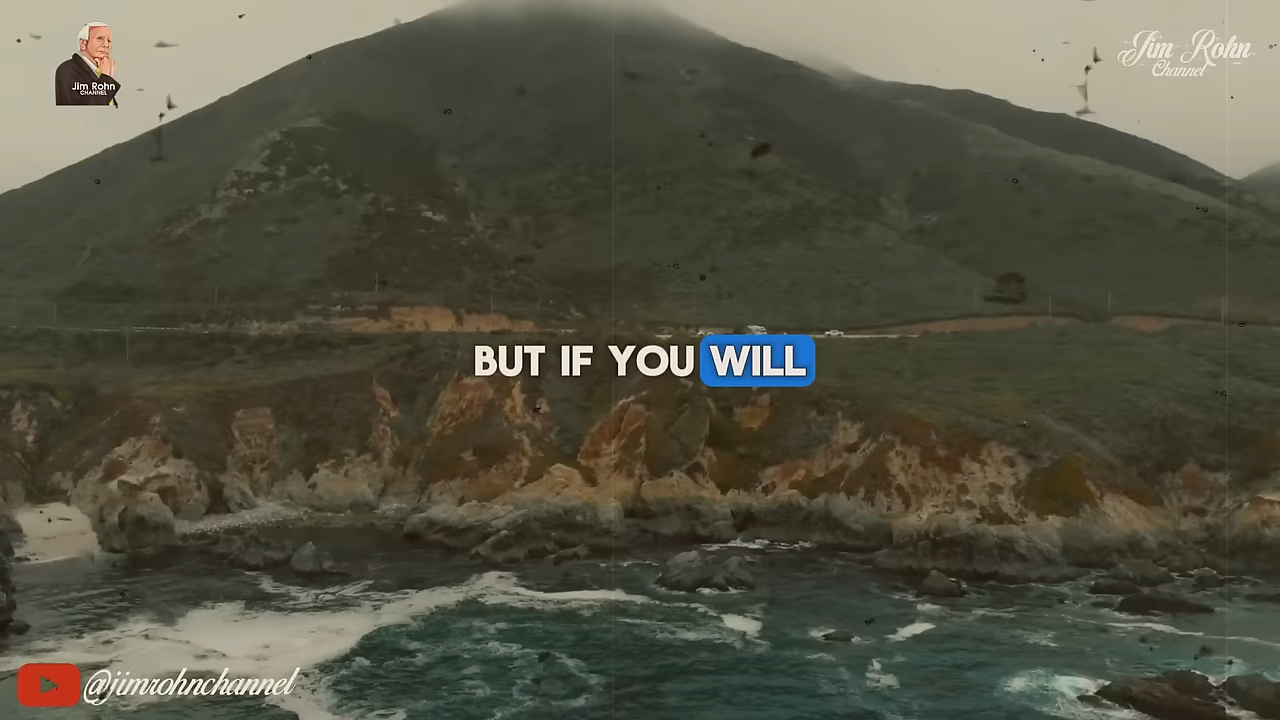 Jim Rohn
CHANNEL
Jim Rohn
Channel
BUT IF YOU WILL
@jimrohnchannel